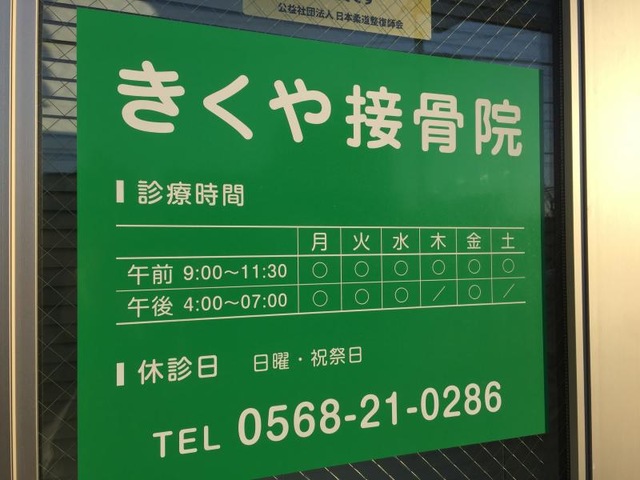 公益社団法人 日本柔道整復師会
きくや接骨院
診療時間
月 火 水 木 金 土
午前 9:00〜11:30 ○ ○ ○ ○ ○ ○
午後 4:00〜07:00 ○ ○ ○ / ○ /
休診日 日曜・祝祭日
TEL 0568-21-0286